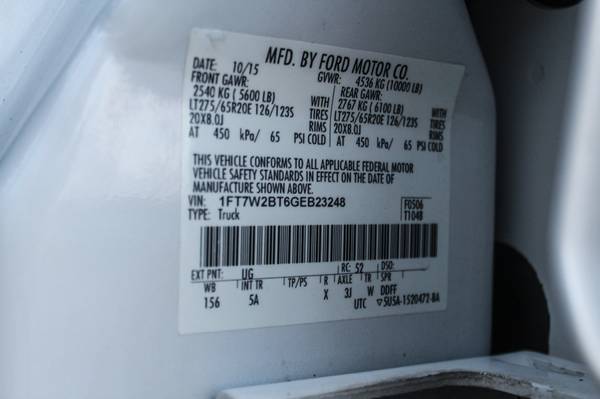 MFD. BY FORD MOTOR CO.
DATE: 10/15 GVWR: 4536 KG (10000 LB)
FRONT GAWR: REAR GAWR:
2540 KG ( 5600 LB) WITH 2767 KG ( 6100 LB) WITH
LT275/65R20E 126/123S TIRES LT275/65R20E 126/123S TIRES
20X8.0J RIMS 20X8.0J RIMS
AT 450 kPa/ 65 PSI COLD AT 450 kPa/ 65 PSI COLD
THIS VEHICLE CONFORMS TO ALL APPLICABLE FEDERAL MOTOR
VEHICLE SAFETY STANDARDS IN EFFECT ON THE DATE OF
MANUFACTURE SHOWN ABOVE.
VIN: 1FT7W2BT6GEB23248 F0506
TYPE: Truck T1048
EXT PNT: UG RC: 52 DSO:
WB INT TR TP/PS R AXLE TR SPR
156 5A X 3J W DDFF
UTC 5U5A-1520472-BA